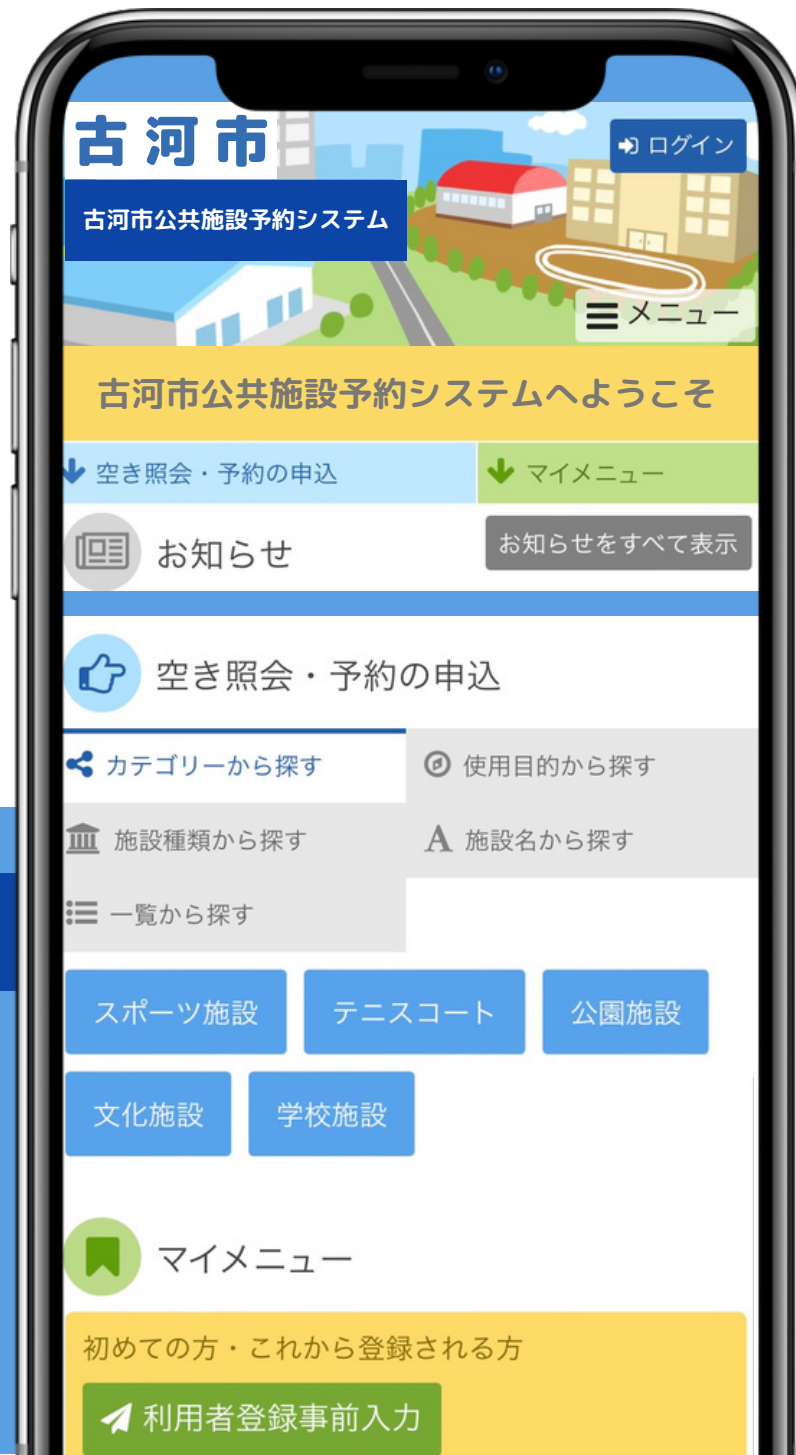 古河市
ログイン
古河市公共施設予約システム
メニュー
古河市公共施設予約システムへようこそ
空き照会・予約の申込
マイメニュー
お知らせ
お知らせをすべて表示
空き照会・予約の申込
カテゴリーから探す
使用目的から探す
施設種類から探す
A 施設名から探す
一覧から探す
スポーツ施設
テニスコート
公園施設
文化施設
学校施設
マイメニュー
初めての方・これから登録される方
利用者登録事前入力